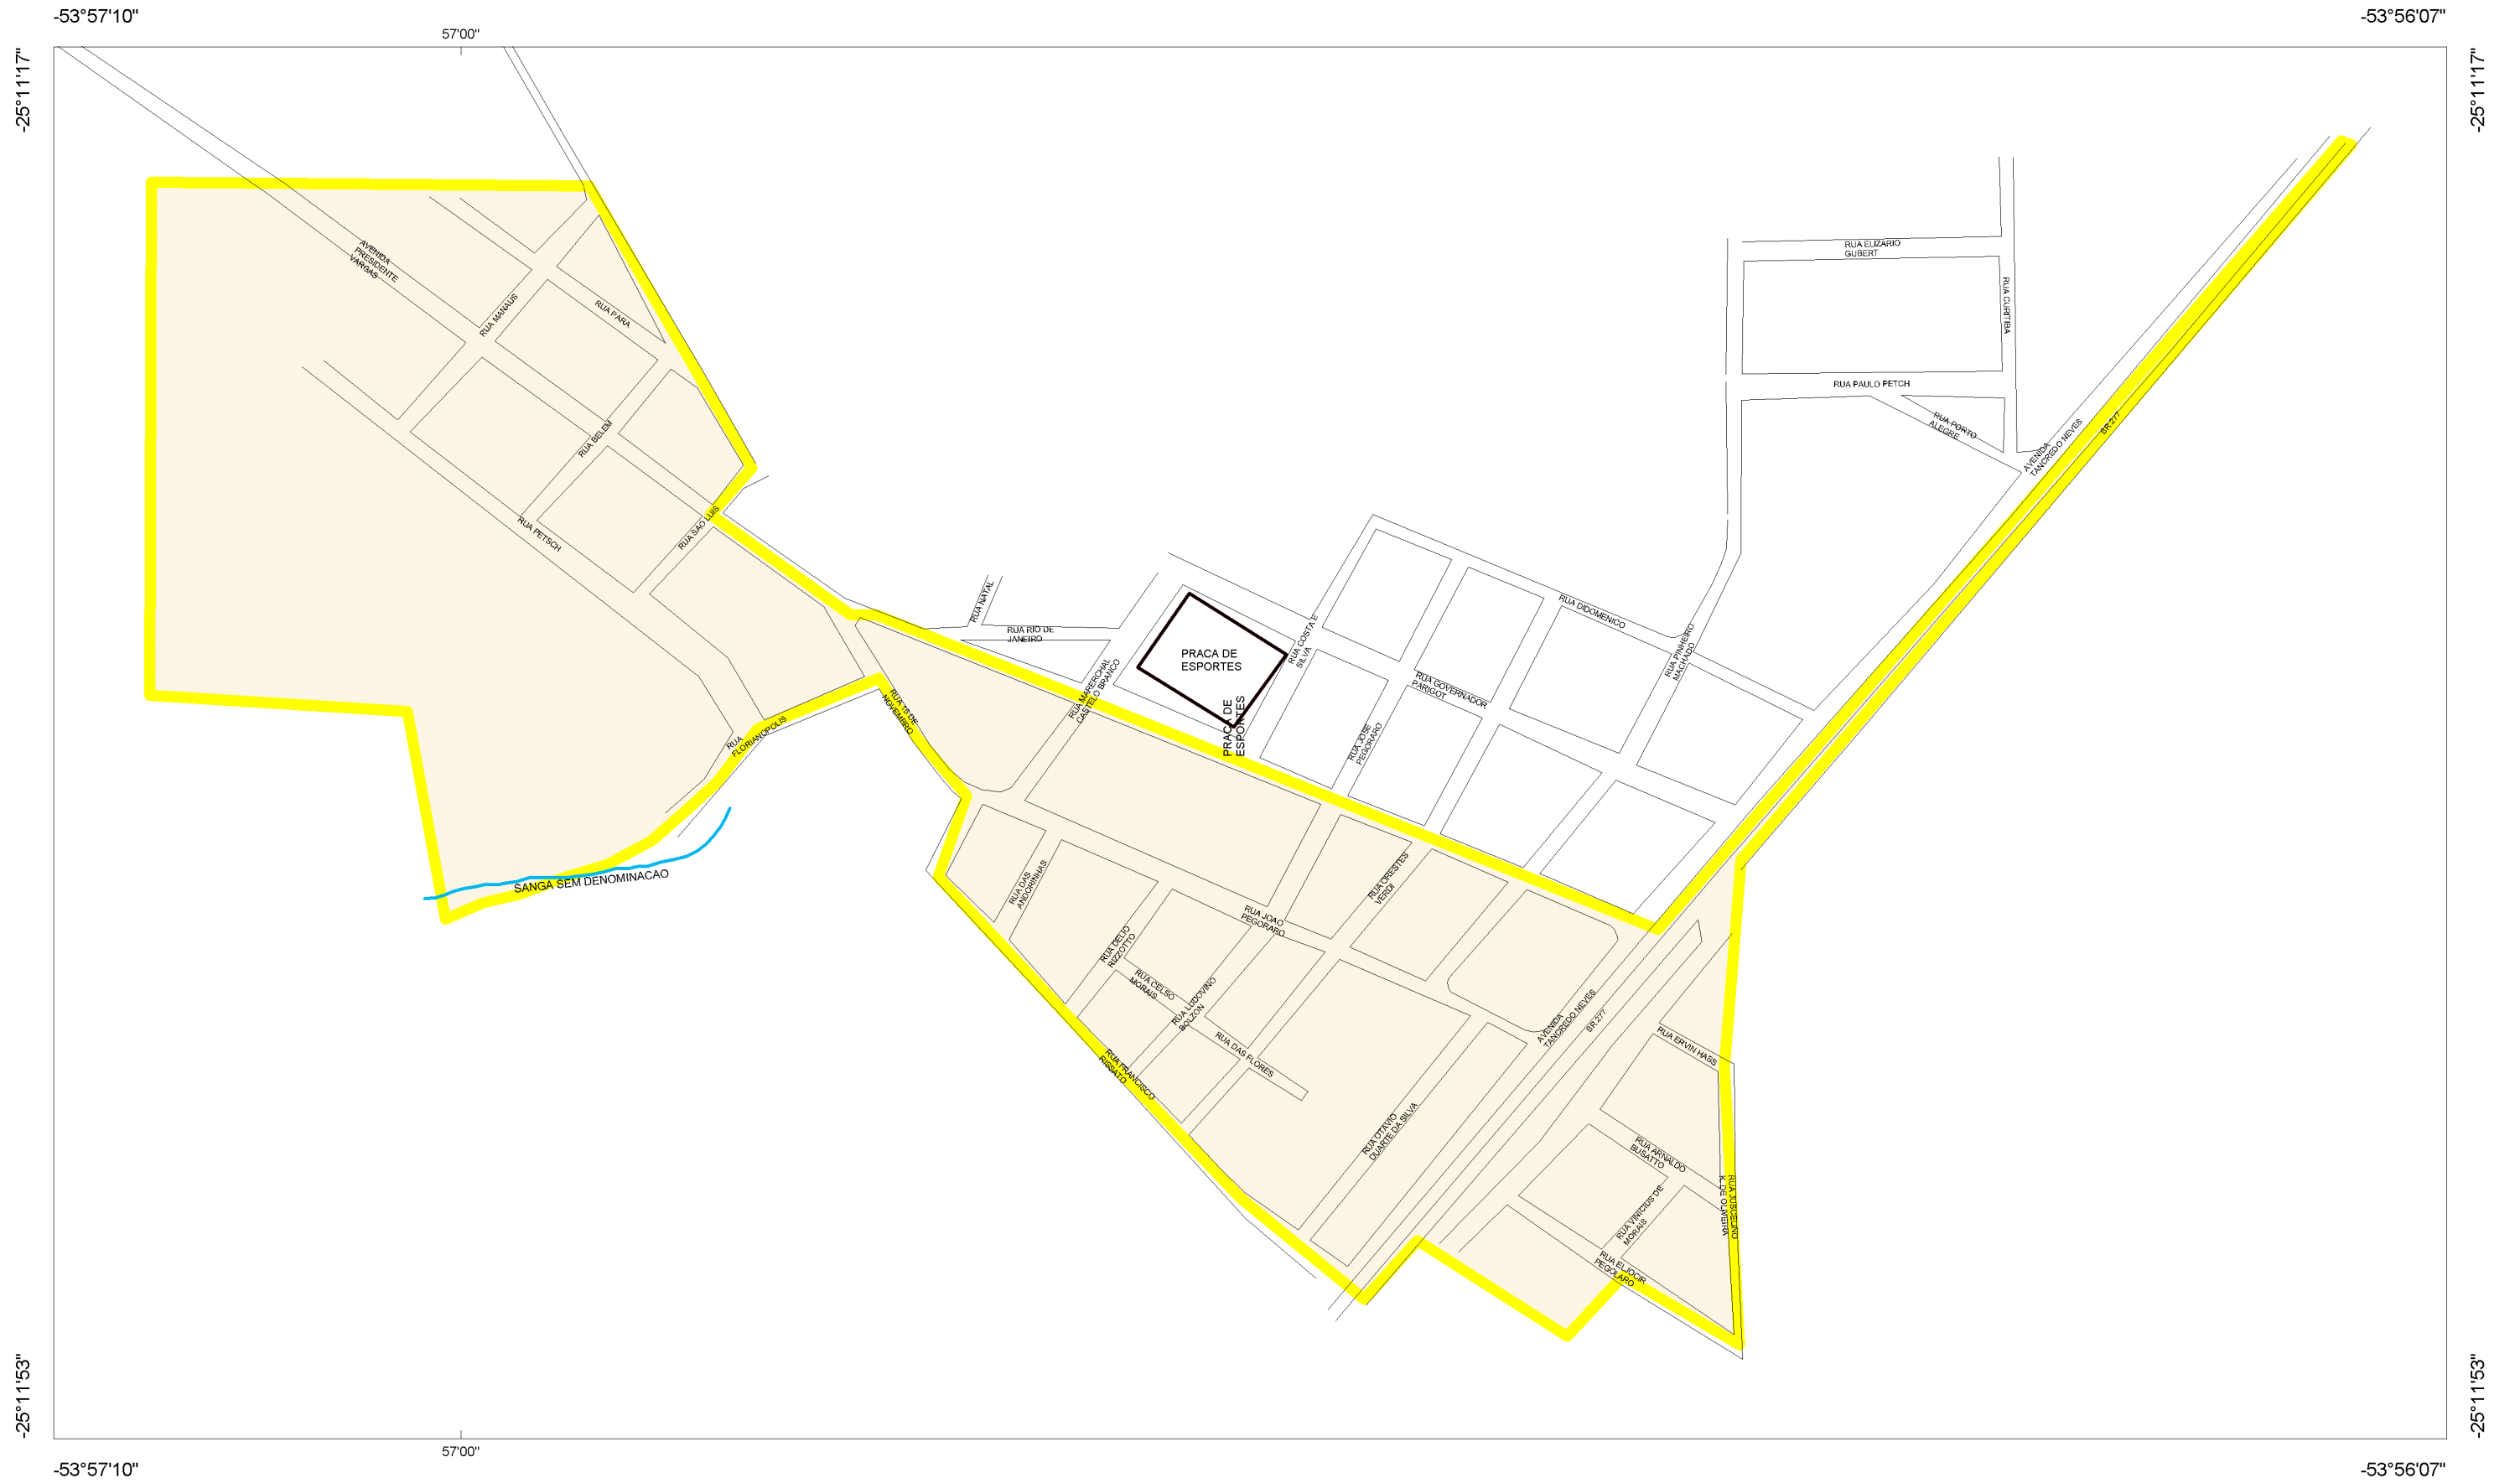 -53°57'10"
-53°56'07"
57'00"
-25°11'17"
-25°11'17"
AVENIDA
PRESIDENTE
VARGAS
RUA MANAUS
RUA PARA
RUA BELEM
RUA SAO LUIS
RUA PETSCH
RUA
FLORIANOPOLIS
SANGA SEM DENOMINACAO
RUA 15 DE
NOVEMBRO
RUA NATAL
RUA RIO DE
JANEIRO
RUA MARERCHAL
CASTELO BRANCO
PRACA DE
ESPORTES
PRACA DE
ESPORTES
RUA COSTA E
SILVA
RUA JOSE
PEGORARO
RUA GOVERNADOR
PARIGOT
RUA DIDOMENICO
RUA PINHEIRO
MACHADO
RUA ELIZARIO
GUBERT
RUA CURITIBA
RUA PAULO PETCH
RUA PORTO
ALEGRE
AVENIDA
TANCREDO NEVES
BR 277
RUA DAS
ANDORINHAS
RUA DELIO
RIZZOTTO
RUA CELSO
MORAIS
RUA LUDOVINO
BOLZON
RUA JOAO
PEGORARO
RUA ORESTES
VERDI
RUA DAS FLORES
RUA FRANCISCO
RISSATO
RUA OTAVIO
DUARTE DA SILVA
AVENIDA
TANCREDO NEVES
BR 277
RUA ERVIN HASS
RUA ARNALDO
BUSATTO
RUA VINICIUS DE
MORAIS
RUA JUSCELINO
K. DE OLIVEIRA
RUA ELIOCIR
PEGOLARO
-25°11'53"
-25°11'53"
57'00"
-53°57'10"
-53°56'07"